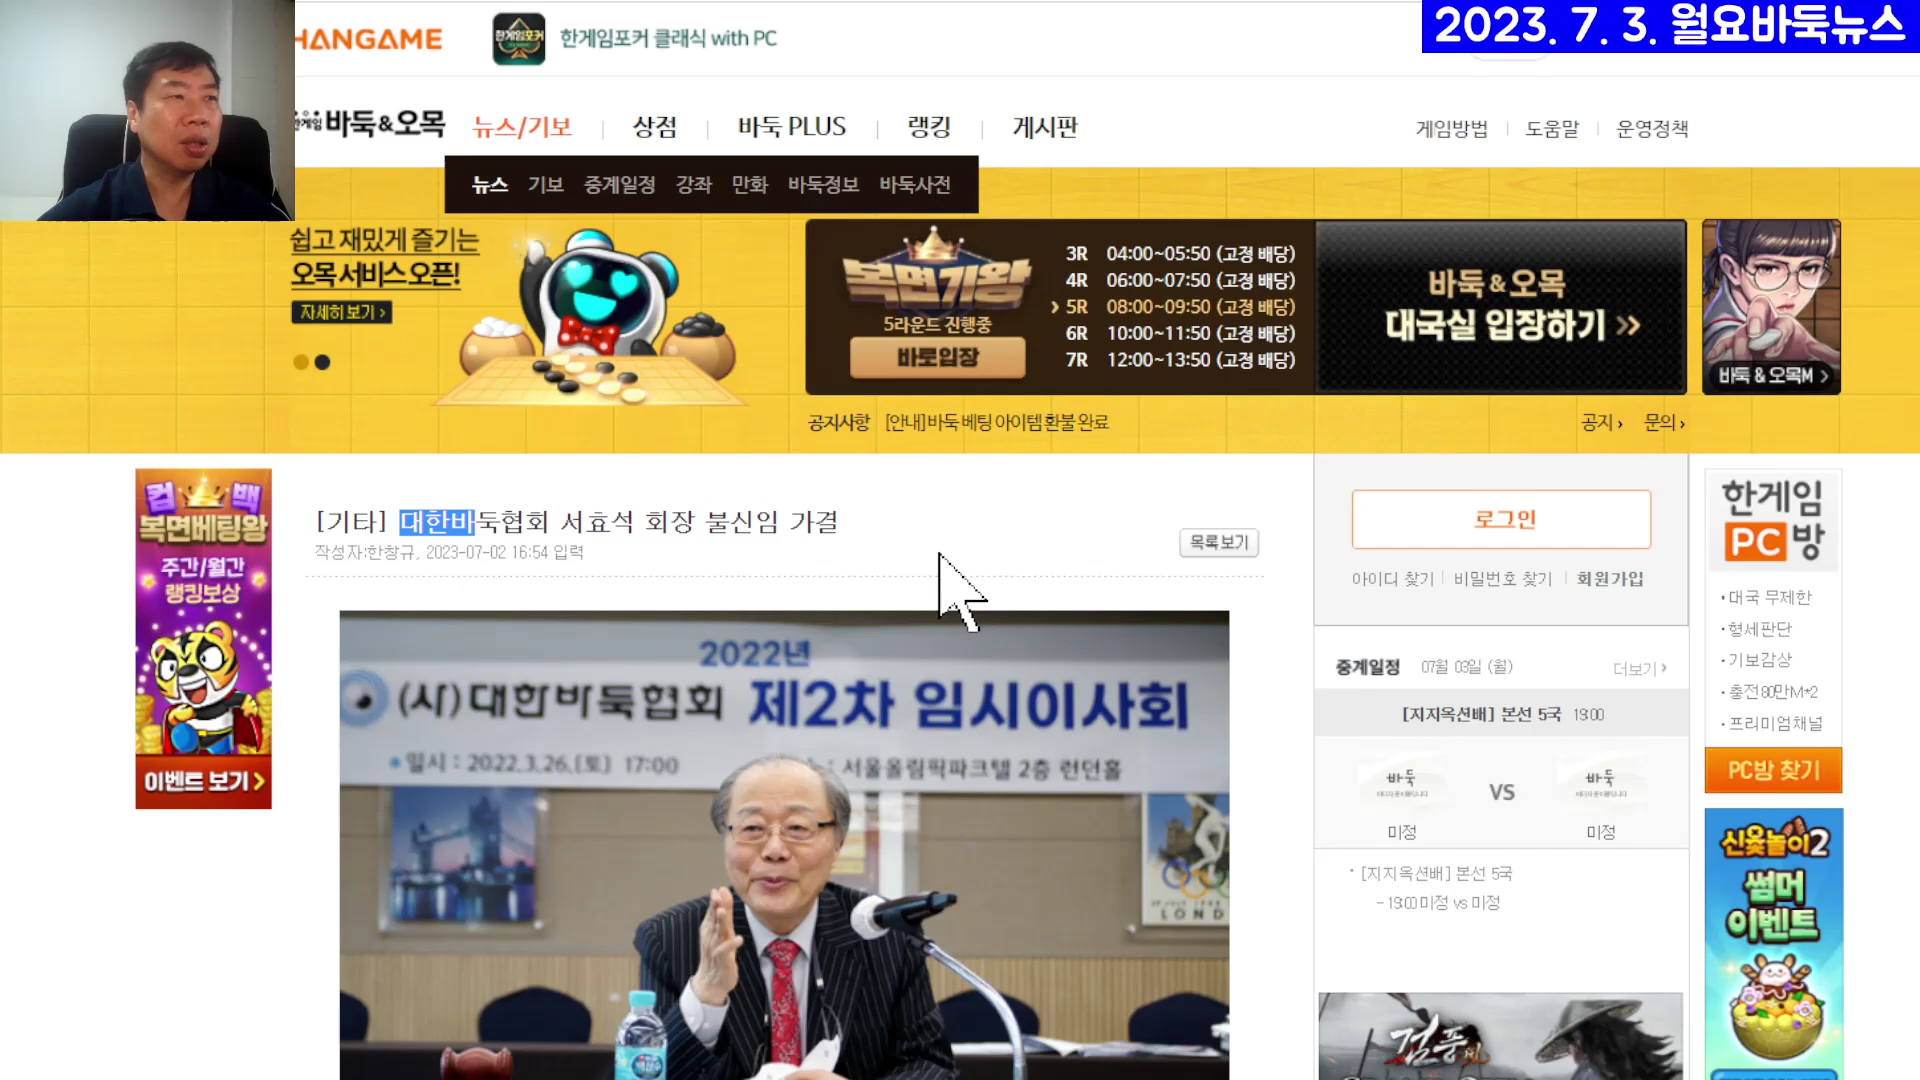 2023. 7. 3. 월요바둑뉴스
HANGAME
한게임포커
한게임포커 클래식 with PC
한게임 바둑&오목
뉴스/기보
상점
바둑 PLUS
랭킹
게시판
게임방법
도움말
운영정책
뉴스 기보 중계일정 강좌 만화 바둑정보 바둑사전
쉽고 재밌게 즐기는
오목 서비스 오픈!
자세히 보기 ›
복면기왕
5라운드 진행중
바로입장
3R 04:00~05:50 (고정 배당)
4R 06:00~07:50 (고정 배당)
› 5R 08:00~09:50 (고정 배당)
6R 10:00~11:50 (고정 배당)
7R 12:00~13:50 (고정 배당)
바둑 & 오목
대국실 입장하기 »
바둑 & 오목M ›
공지사항 [안내] 바둑 베팅 아이템 환불 완료
공지 ›
문의 ›
컴백
복면베팅왕
주간/월간
랭킹보상
이벤트 보기 >
[기타] 대한바둑협회 서효석 회장 불신임 가결
작성자:한창규, 2023-07-02 16:54 입력
목록보기
2022년
(사)대한바둑협회 제2차 임시이사회
*일시 : 2022.3.26.(토) 17:00
: 서울올림픽파크텔 2층 런던홀
LOND
로그인
아이디 찾기
비밀번호 찾기
회원가입
중계일정 07월 03일 (월)
더보기 ›
[지지옥션배] 본선 5국 19:00
바둑
VS
바둑
미정
미정
· [지지옥션배] 본선 5국
- 19:00 미정 vs 미정
검풍
한게임
PC방
· 대국 무제한
· 형세판단
· 기보감상
· 충전 80만M*2
· 프리미엄채널
PC방 찾기
신윷놀이2
썸머
이벤트